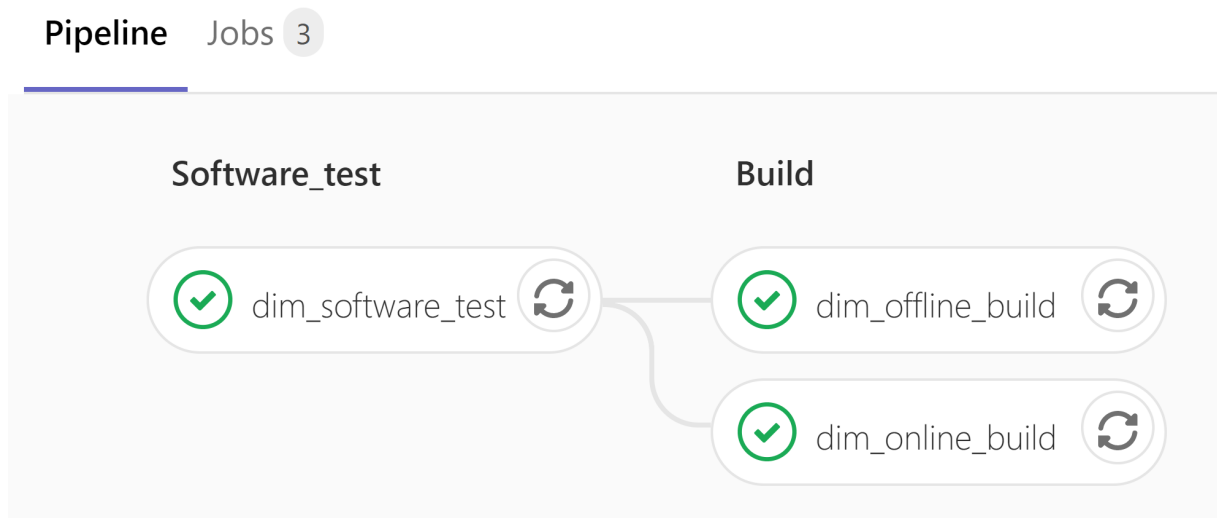 Pipeline Jobs 3
Software_test Build
dim_software_test dim_offline_build
dim_online_build